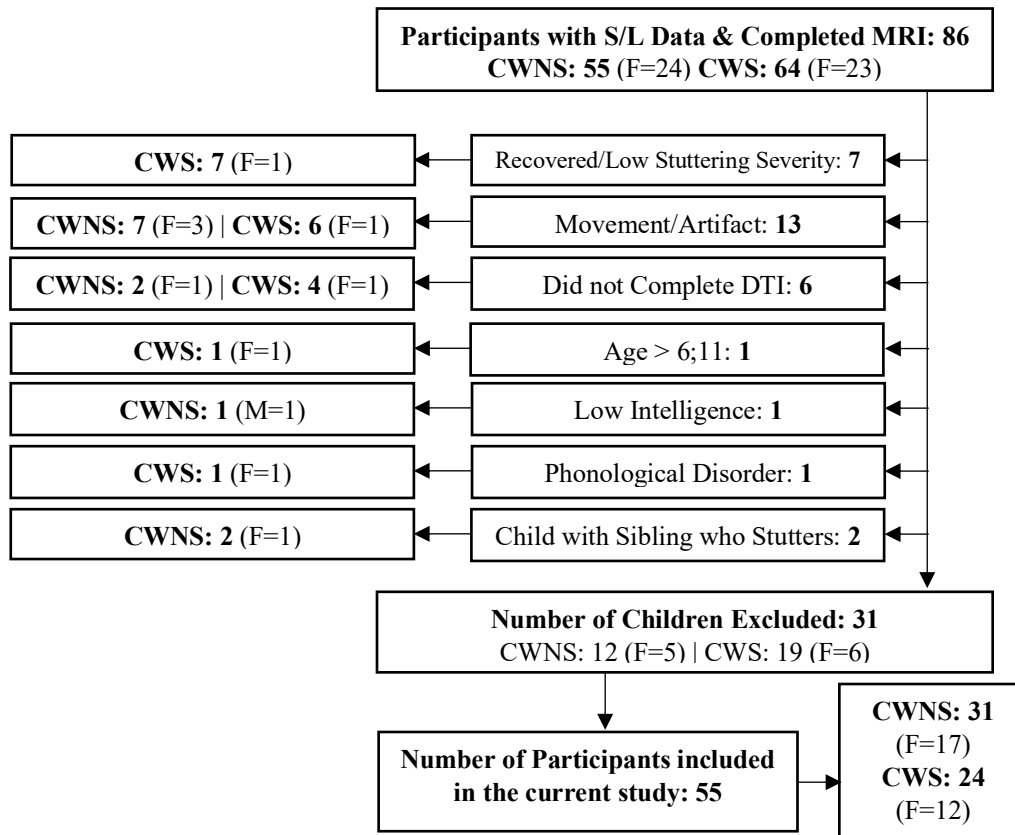 Participants with S/L Data & Completed MRI: 86
CWNS: 55 (F=24) CWS: 64 (F=23)
CWS: 7 (F=1)
Recovered/Low Stuttering Severity: 7
CWNS: 7 (F=3) | CWS: 6 (F=1)
Movement/Artifact: 13
CWNS: 2 (F=1) | CWS: 4 (F=1)
Did not Complete DTI: 6
CWS: 1 (F=1)
Age > 6;11: 1
CWNS: 1 (M=1)
Low Intelligence: 1
CWS: 1 (F=1)
Phonological Disorder: 1
CWNS: 2 (F=1)
Child with Sibling who Stutters: 2
Number of Children Excluded: 31
CWNS: 12 (F=5) | CWS: 19 (F=6)
Number of Participants included
in the current study: 55
CWNS: 31
(F=17)
CWS: 24
(F=12)